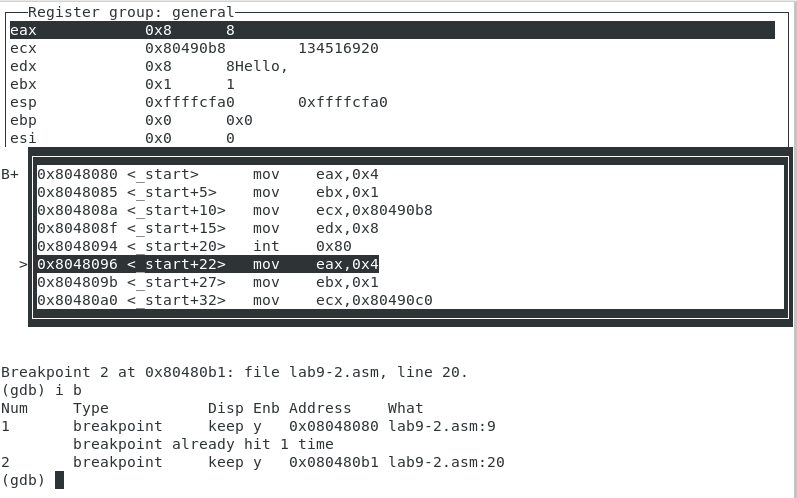 Register group: general
eax 0x8 8
ecx 0x80490b8 134516920
edx 0x8 8Hello,
ebx 0x1 1
esp 0xffffcfa0 0xffffcfa0
ebp 0x0 0x0
esi 0x0 0
B+ 0x8048080 <_start> mov eax,0x4
0x8048085 <_start+5> mov ebx,0x1
0x804808a <_start+10> mov ecx,0x80490b8
0x804808f <_start+15> mov edx,0x8
0x8048094 <_start+20> int 0x80
> 0x8048096 <_start+22> mov eax,0x4
0x804809b <_start+27> mov ebx,0x1
0x80480a0 <_start+32> mov ecx,0x80490c0
Breakpoint 2 at 0x80480b1: file lab9-2.asm, line 20.
(gdb) i b
Num Type Disp Enb Address What
1 breakpoint keep y 0x08048080 lab9-2.asm:9
breakpoint already hit 1 time
2 breakpoint keep y 0x080480b1 lab9-2.asm:20
(gdb)